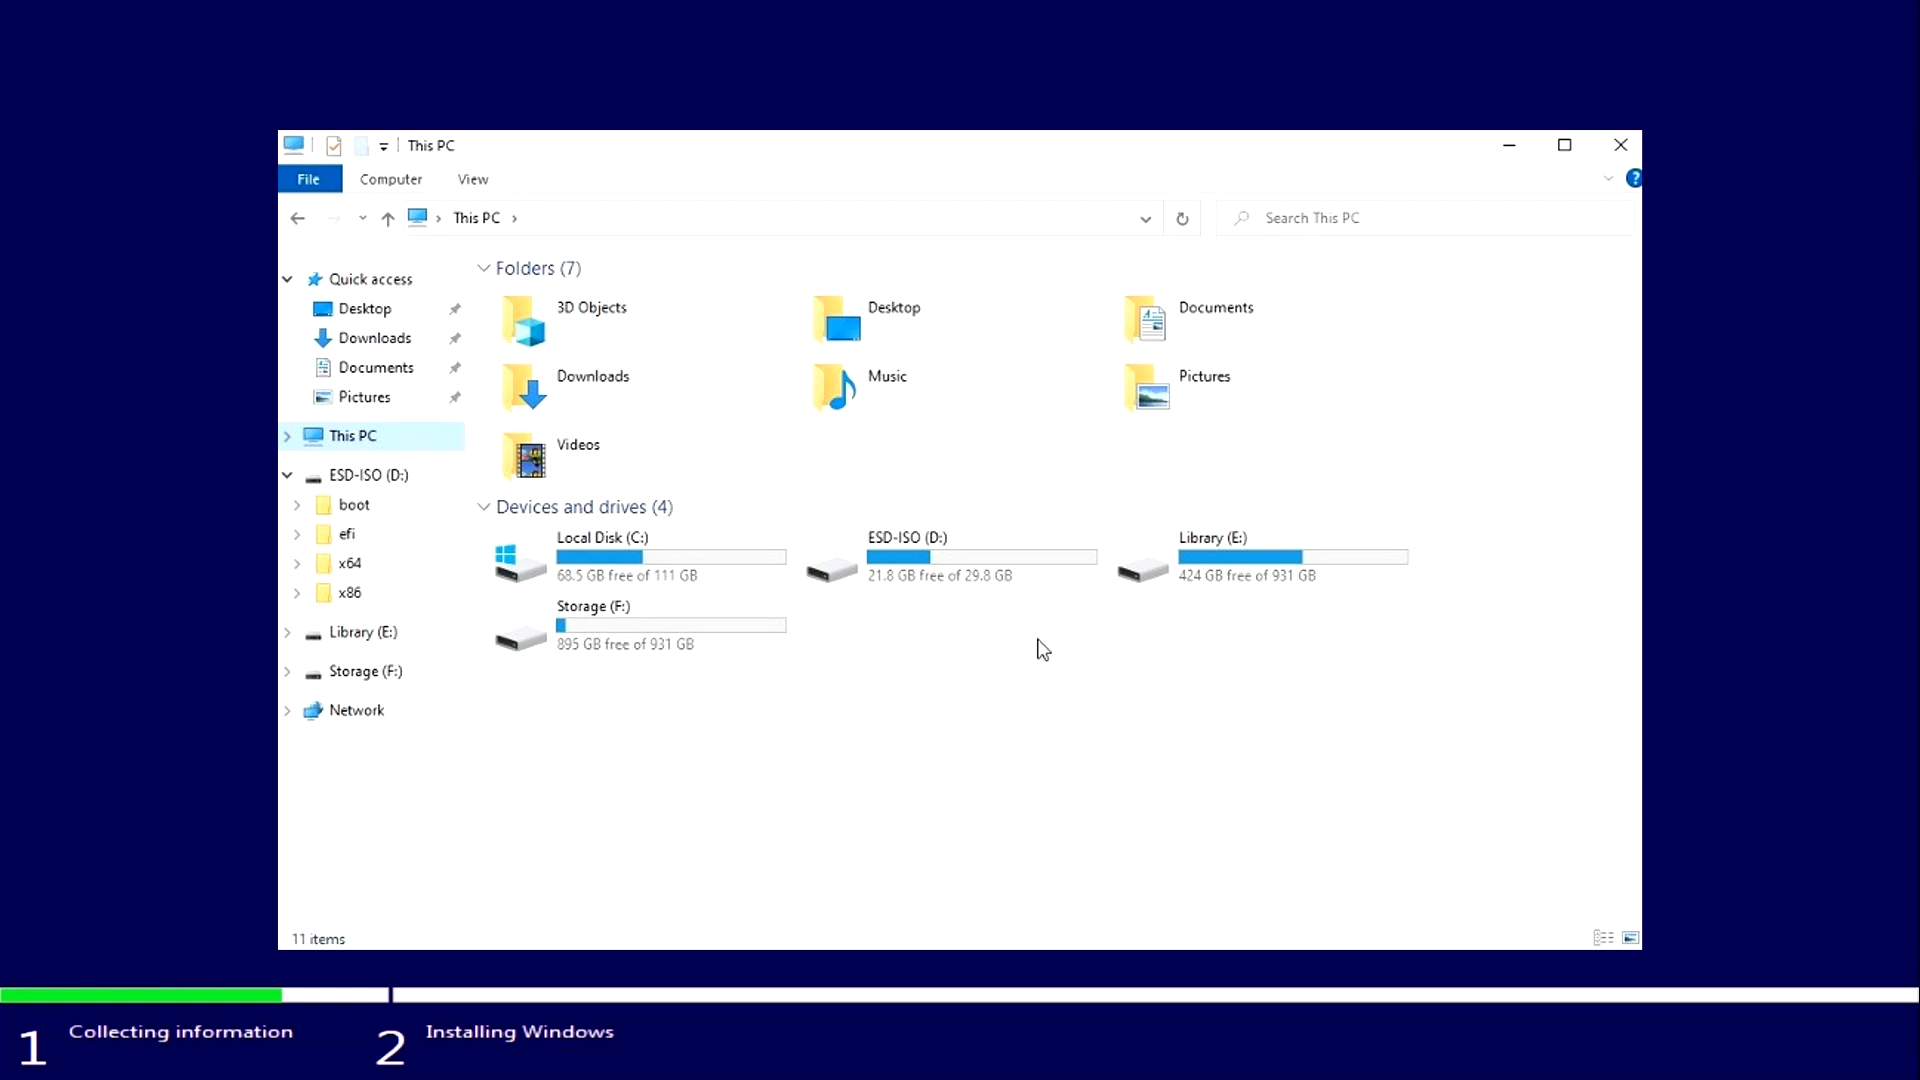 This PC
File Computer View
This PC
Search This PC
Quick access
Desktop
Downloads
Documents
Pictures
This PC
ESD-ISO (D:)
boot
efi
x64
x86
Library (E:)
Storage (F:)
Network
Folders (7)
3D Objects
Desktop
Documents
Downloads
Music
Pictures
Videos
Devices and drives (4)
Local Disk (C:)
68.5 GB free of 111 GB
ESD-ISO (D:)
21.8 GB free of 29.8 GB
Library (E:)
424 GB free of 931 GB
Storage (F:)
895 GB free of 931 GB
11 items
1 Collecting information
2 Installing Windows